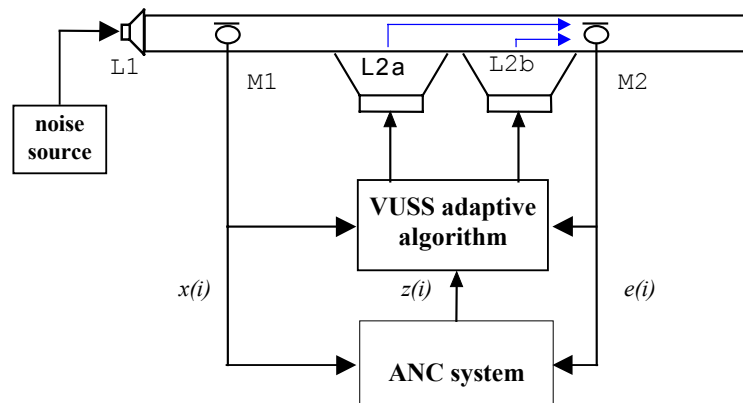 L1
M1
L2a
L2b
M2
noise
source
VUSS adaptive
algorithm
x(i)
z(i)
e(i)
ANC system